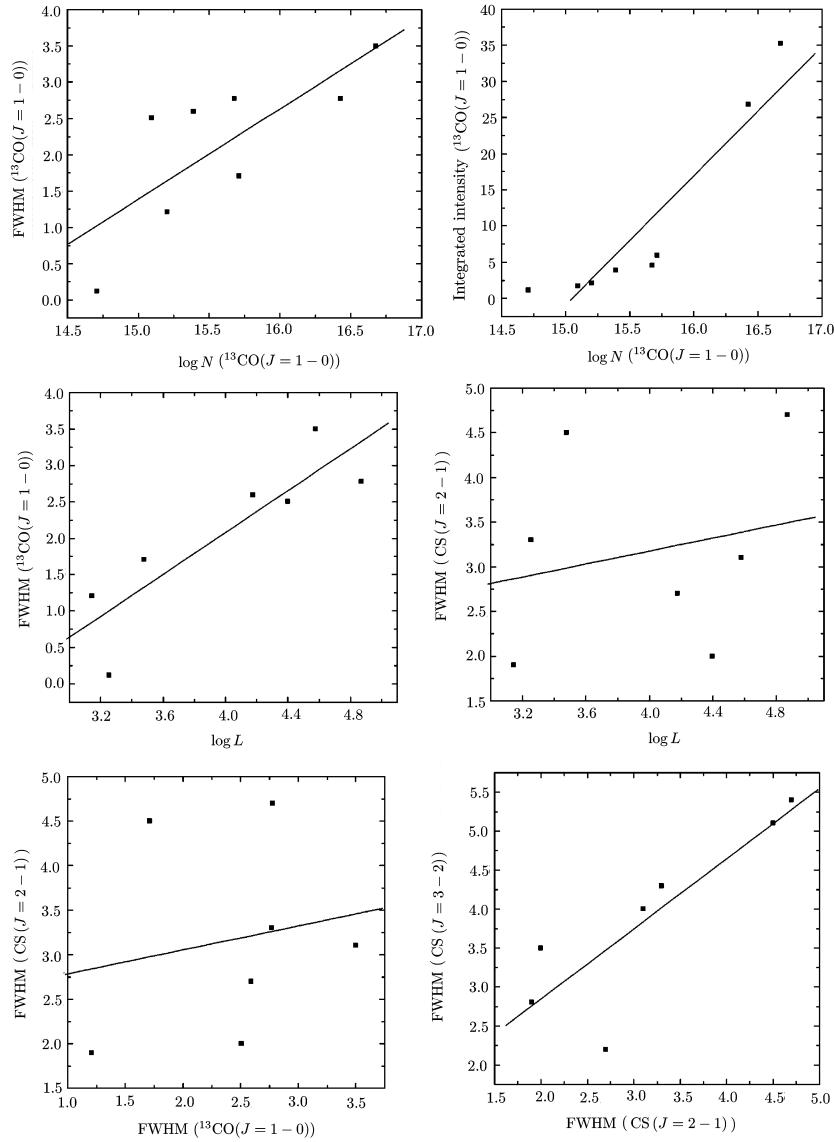 FWHM (¹³CO(J = 1 − 0))
4.0
3.5
3.0
2.5
2.0
1.5
1.0
0.5
0.0
14.5 15.0 15.5 16.0 16.5 17.0
log N (¹³CO(J = 1 − 0))
Integrated intensity (¹³CO(J = 1 − 0))
40
35
30
25
20
15
10
5
0
14.5 15.0 15.5 16.0 16.5 17.0
log N (¹³CO(J = 1 − 0))
FWHM (¹³CO(J = 1 − 0))
4.0
3.5
3.0
2.5
2.0
1.5
1.0
0.5
0.0
3.2 3.6 4.0 4.4 4.8
log L
FWHM (CS (J = 2 − 1))
5.0
4.5
4.0
3.5
3.0
2.5
2.0
1.5
3.2 3.6 4.0 4.4 4.8
log L
FWHM (CS (J = 2 − 1))
5.0
4.5
4.0
3.5
3.0
2.5
2.0
1.5
1.0 1.5 2.0 2.5 3.0 3.5
FWHM (¹³CO(J = 1 − 0))
FWHM (CS (J = 3 − 2))
5.5
5.0
4.5
4.0
3.5
3.0
2.5
2.0
1.5 2.0 2.5 3.0 3.5 4.0 4.5 5.0
FWHM (CS (J = 2 − 1))